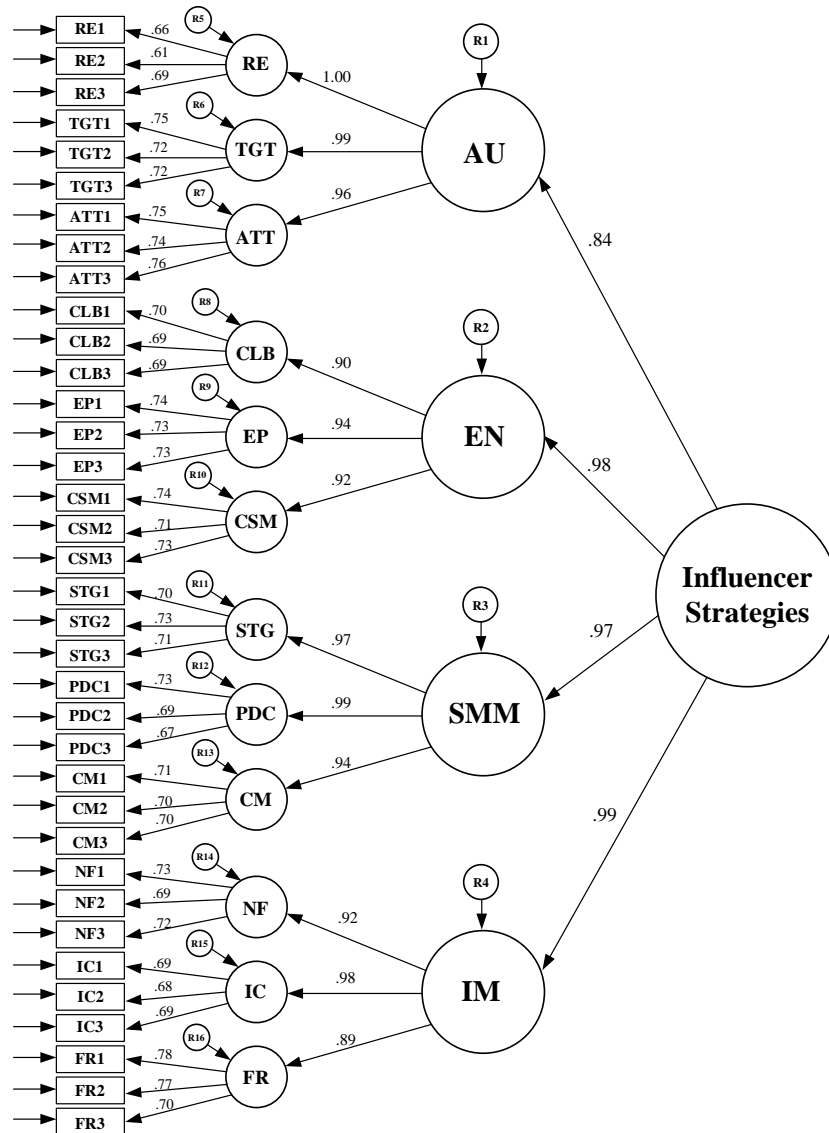 RE1
RE2
RE3
TGT1
TGT2
TGT3
ATT1
ATT2
ATT3
CLB1
CLB2
CLB3
EP1
EP2
EP3
CSM1
CSM2
CSM3
STG1
STG2
STG3
PDC1
PDC2
PDC3
CM1
CM2
CM3
NF1
NF2
NF3
IC1
IC2
IC3
FR1
FR2
FR3
.66
.61
.69
.75
.72
.72
.75
.74
.76
.70
.69
.69
.74
.73
.73
.74
.71
.73
.70
.73
.71
.73
.69
.67
.71
.70
.70
.73
.69
.72
.69
.68
.69
.78
.77
.70
R5
RE
R6
TGT
R7
ATT
R8
CLB
R9
EP
R10
CSM
R11
STG
R12
PDC
R13
CM
R14
NF
R15
IC
R16
FR
1.00
.99
.96
.90
.94
.92
.97
.99
.94
.92
.98
.89
R1
AU
R2
EN
R3
SMM
R4
IM
.84
.98
.97
.99
Influencer
Strategies